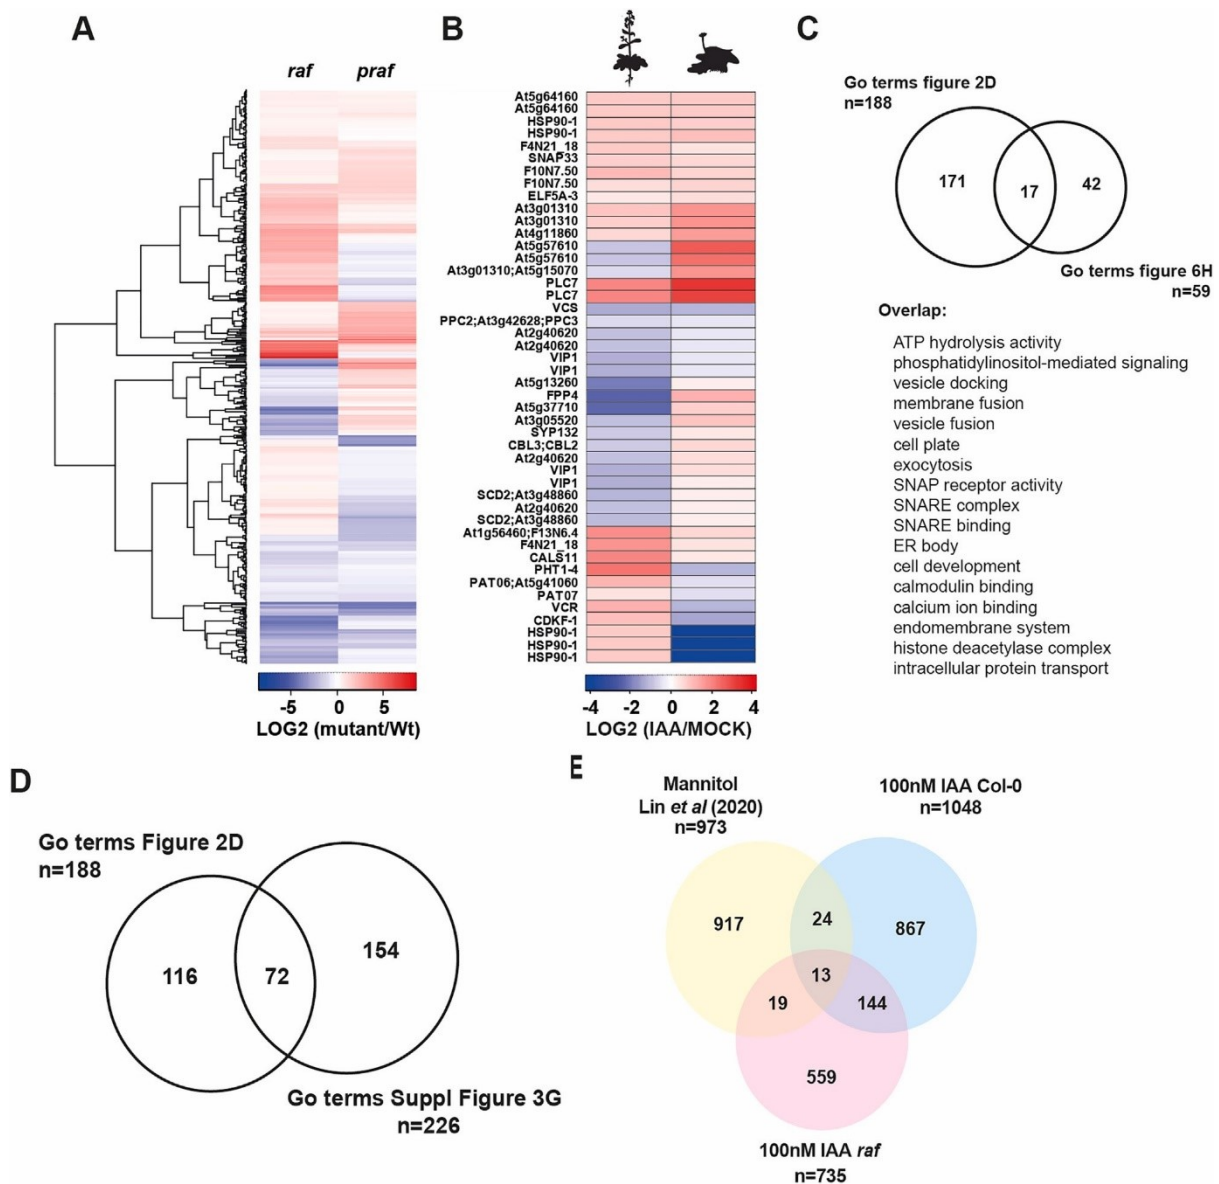 A
raf
praf
-5
0
5
LOG2 (mutant/Wt)
B
At5g64160
At5g64160
HSP90-1
HSP90-1
F4N21_18
SNAP33
F10N7.50
F10N7.50
ELF5A-3
At3g01310
At3g01310
At4g11860
At5g57610
At5g57610
At3g01310;At5g15070
PLC7
PLC7
VCS
PPC2;At3g42628;PPC3
At2g40620
At2g40620
VIP1
VIP1
At5g13260
FPP4
At5g37710
At3g05520
SYP132
CBL3;CBL2
At2g40620
VIP1
VIP1
SCD2;At3g48860
At2g40620
SCD2;At3g48860
At1g56460;F13N6.4
F4N21_18
CALS11
PHT1-4
PAT06;At5g41060
PAT07
VCR
CDKF-1
HSP90-1
HSP90-1
HSP90-1
-4
-2
0
2
4
LOG2 (IAA/MOCK)
C
Go terms figure 2D
n=188
171
17
42
Go terms figure 6H
n=59
Overlap:
ATP hydrolysis activity
phosphatidylinositol-mediated signaling
vesicle docking
membrane fusion
vesicle fusion
cell plate
exocytosis
SNAP receptor activity
SNARE complex
SNARE binding
ER body
cell development
calmodulin binding
calcium ion binding
endomembrane system
histone deacetylase complex
intracellular protein transport
D
Go terms Figure 2D
n=188
116
72
154
Go terms Suppl Figure 3G
n=226
E
Mannitol
Lin et al (2020)
n=973
100nM IAA Col-0
n=1048
917
24
867
13
19
144
559
100nM IAA raf
n=735